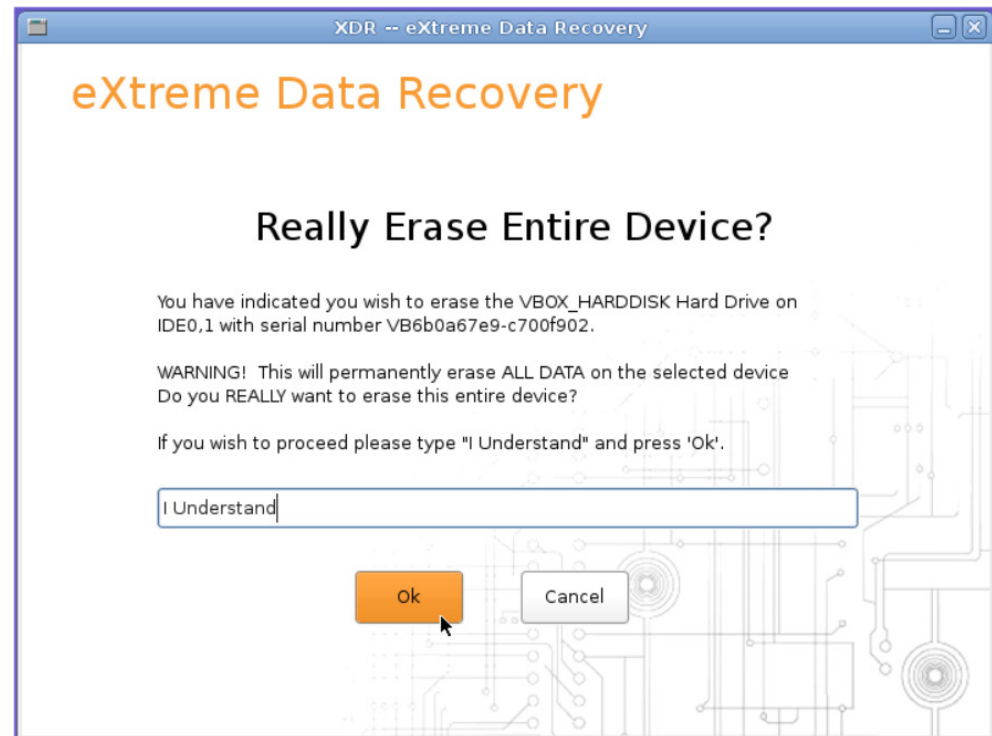 XDR -- eXtreme Data Recovery
eXtreme Data Recovery
Really Erase Entire Device?
You have indicated you wish to erase the VBOX_HARDDISK Hard Drive on
IDE0,1 with serial number VB6b0a67e9-c700f902.
WARNING!  This will permanently erase ALL DATA on the selected device
Do you REALLY want to erase this entire device?
If you wish to proceed please type "I Understand" and press 'Ok'.
I Understand
Ok
Cancel